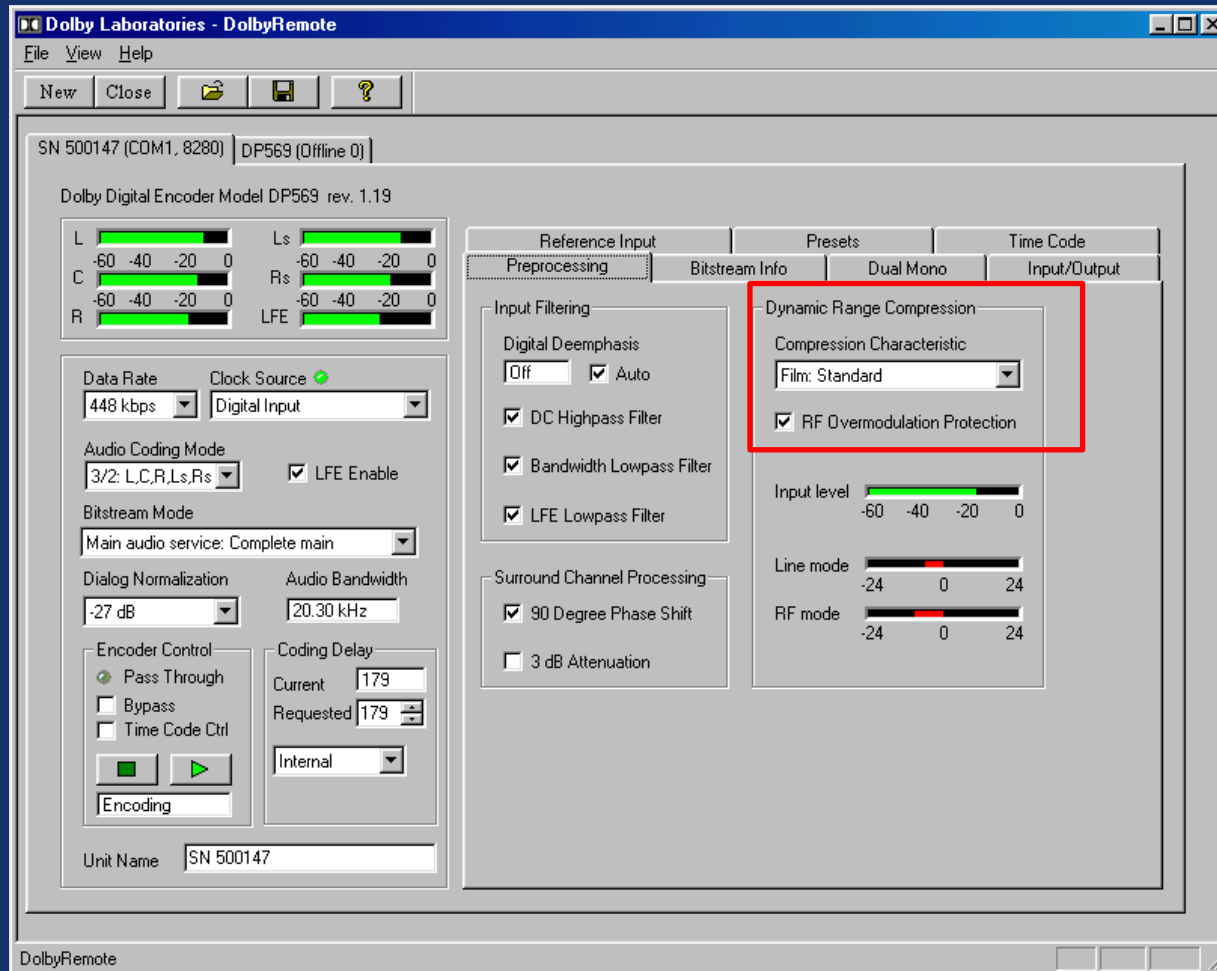 Dolby Laboratories - DolbyRemote
File View Help
New Close
SN 500147 (COM1, 8280) DP569 (Offline 0)
Dolby Digital Encoder Model DP569 rev. 1.19
L Ls
-60 -40 -20 0 -60 -40 -20 0
C Rs
-60 -40 -20 0 -60 -40 -20 0
R LFE
Data Rate Clock Source
448 kbps Digital Input
Audio Coding Mode
3/2: L,C,R,Ls,Rs LFE Enable
Bitstream Mode
Main audio service: Complete main
Dialog Normalization Audio Bandwidth
-27 dB 20.30 kHz
Encoder Control
Pass Through
Bypass
Time Code Ctrl
Encoding
Coding Delay
Current 179
Requested 179
Internal
Unit Name SN 500147
Reference Input Presets Time Code
Preprocessing Bitstream Info Dual Mono Input/Output
Input Filtering
Digital Deemphasis
Off Auto
DC Highpass Filter
Bandwidth Lowpass Filter
LFE Lowpass Filter
Surround Channel Processing
90 Degree Phase Shift
3 dB Attenuation
Dynamic Range Compression
Compression Characteristic
Film: Standard
RF Overmodulation Protection
Input level
-60 -40 -20 0
Line mode
-24 0 24
RF mode
-24 0 24
DolbyRemote